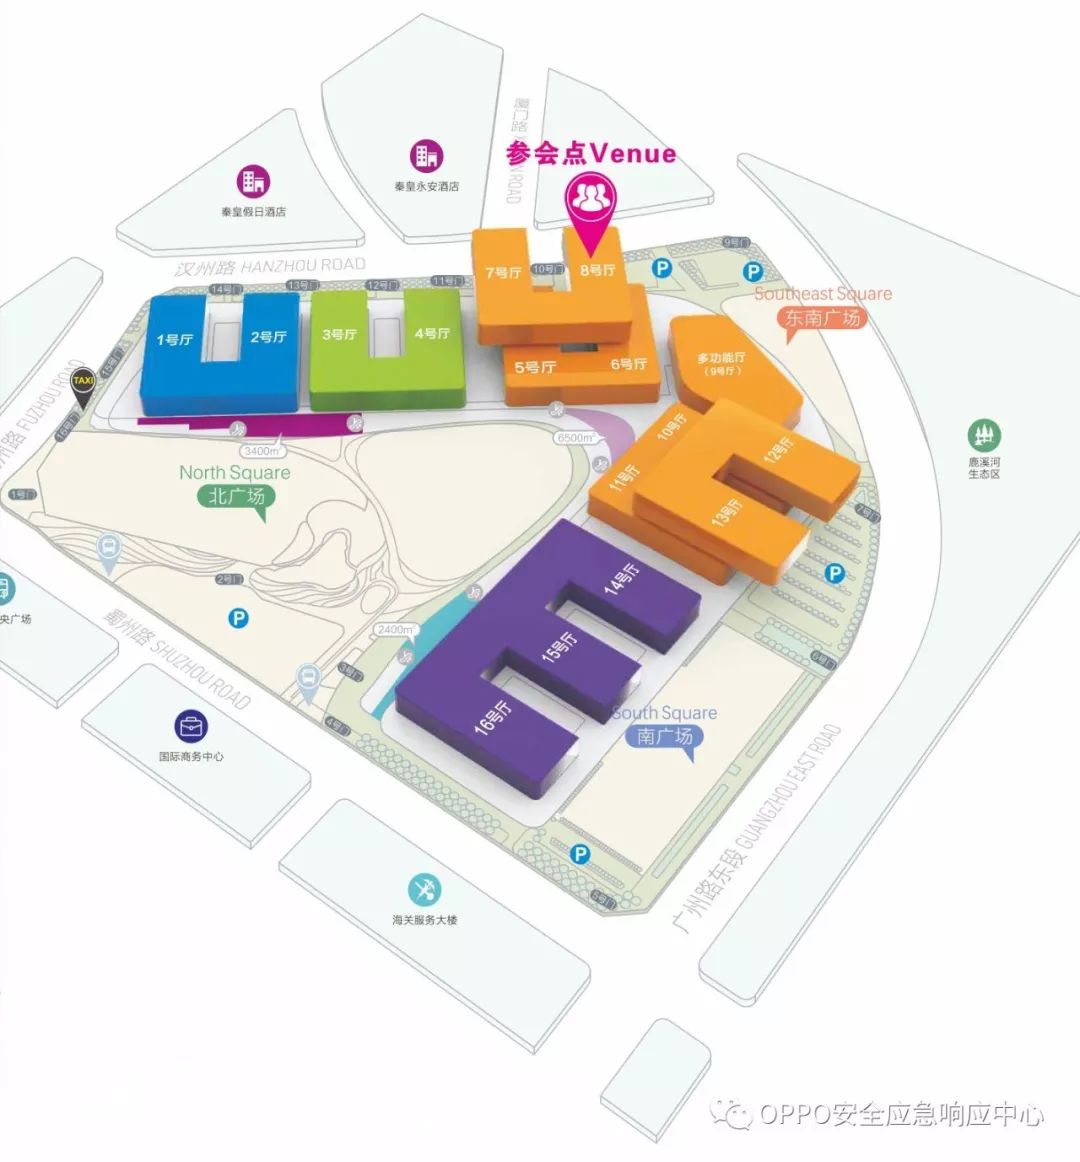 厦门路 XIAMEN ROAD
参会点Venue
秦皇永安酒店
秦皇假日酒店
汉州路 HANZHOU ROAD
7号厅
10号门
8号厅
P
P
9号门
Southeast Square
东南广场
14号门
13号门
12号门
11号门
1号厅
2号厅
3号厅
4号厅
5号厅
6号厅
多功能厅
(9号厅)
15号门
TAXI
16号门
州路 FUZHOU ROAD
3400m²
6500m²
10号厅
11号厅
12号厅
13号厅
7号门
鹿溪河
生态区
North Square
北广场
1号门
2号门
P
P
央广场
蜀州路 SHUZHOU ROAD
2400m²
14号厅
15号厅
16号厅
3号门
4号门
6号门
South Square
南广场
国际商务中心
P
5号门
广州路东段 GUANGZHOU EAST ROAD
海关服务大楼
OPPO安全应急响应中心